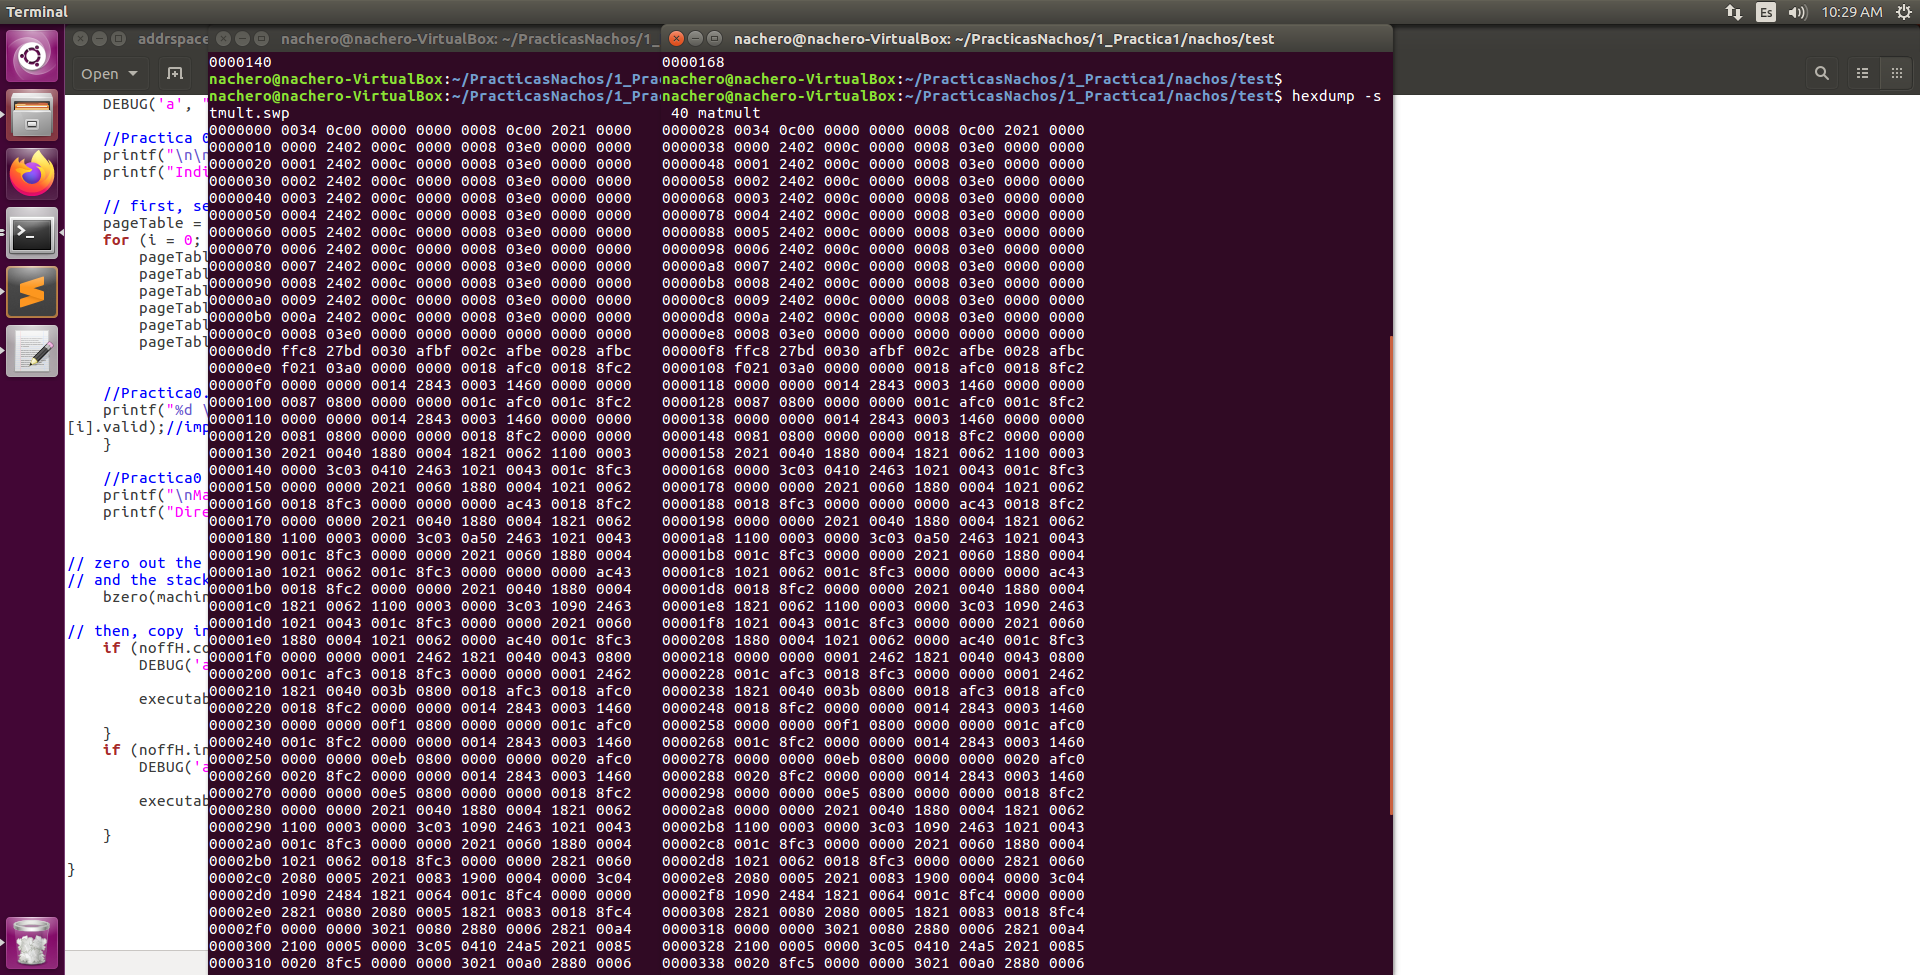 Terminal
Es
10:29 AM
addrspace
Open
DEBUG('a', "
//Practica 0
printf("\n\n
printf("Indi
// first, se
pageTable =
for (i = 0;
pageTabl
pageTabl
pageTabl
pageTabl
pageTabl
pageTabl
//Practica0.
printf("%d \
[i].valid);//imp
}
//Practica0
printf("\nMa
printf("Dire
// zero out the
// and the stack
bzero(machin
// then, copy in
if (noffH.co
DEBUG('a
executab
}
if (noffH.in
DEBUG('a
executab
}
}
nachero@nachero-VirtualBox: ~/PracticasNachos/1_
0000140
nachero@nachero-VirtualBox:~/PracticasNachos/1_Pra
nachero@nachero-VirtualBox:~/PracticasNachos/1_Pra
tmult.swp
0000000 0034 0c00 0000 0000 0008 0c00 2021 0000
0000010 0000 2402 000c 0000 0008 03e0 0000 0000
0000020 0001 2402 000c 0000 0008 03e0 0000 0000
0000030 0002 2402 000c 0000 0008 03e0 0000 0000
0000040 0003 2402 000c 0000 0008 03e0 0000 0000
0000050 0004 2402 000c 0000 0008 03e0 0000 0000
0000060 0005 2402 000c 0000 0008 03e0 0000 0000
0000070 0006 2402 000c 0000 0008 03e0 0000 0000
0000080 0007 2402 000c 0000 0008 03e0 0000 0000
0000090 0008 2402 000c 0000 0008 03e0 0000 0000
00000a0 0009 2402 000c 0000 0008 03e0 0000 0000
00000b0 000a 2402 000c 0000 0008 03e0 0000 0000
00000c0 0008 03e0 0000 0000 0000 0000 0000 0000
00000d0 ffc8 27bd 0030 afbf 002c afbe 0028 afbc
00000e0 f021 03a0 0000 0000 0018 afc0 0018 8fc2
00000f0 0000 0000 0014 2843 0003 1460 0000 0000
0000100 0087 0800 0000 0000 001c afc0 001c 8fc2
0000110 0000 0000 0014 2843 0003 1460 0000 0000
0000120 0081 0800 0000 0000 0018 8fc2 0000 0000
0000130 2021 0040 1880 0004 1821 0062 1100 0003
0000140 0000 3c03 0410 2463 1021 0043 001c 8fc3
0000150 0000 0000 2021 0060 1880 0004 1021 0062
0000160 0018 8fc3 0000 0000 0000 ac43 0018 8fc2
0000170 0000 0000 2021 0040 1880 0004 1821 0062
0000180 1100 0003 0000 3c03 0a50 2463 1021 0043
0000190 001c 8fc3 0000 0000 2021 0060 1880 0004
00001a0 1021 0062 001c 8fc3 0000 0000 0000 ac43
00001b0 0018 8fc2 0000 0000 2021 0040 1880 0004
00001c0 1821 0062 1100 0003 0000 3c03 1090 2463
00001d0 1021 0043 001c 8fc3 0000 0000 2021 0060
00001e0 1880 0004 1021 0062 0000 ac40 001c 8fc3
00001f0 0000 0000 0001 2462 1821 0040 0043 0800
0000200 001c afc3 0018 8fc3 0000 0000 0001 2462
0000210 1821 0040 003b 0800 0018 afc3 0018 afc0
0000220 0018 8fc2 0000 0000 0014 2843 0003 1460
0000230 0000 0000 00f1 0800 0000 0000 001c afc0
0000240 001c 8fc2 0000 0000 0014 2843 0003 1460
0000250 0000 0000 00eb 0800 0000 0000 0020 afc0
0000260 0020 8fc2 0000 0000 0014 2843 0003 1460
0000270 0000 0000 00e5 0800 0000 0000 0018 8fc2
0000280 0000 0000 2021 0040 1880 0004 1821 0062
0000290 1100 0003 0000 3c03 1090 2463 1021 0043
00002a0 001c 8fc3 0000 0000 2021 0060 1880 0004
00002b0 1021 0062 0018 8fc3 0000 0000 2821 0060
00002c0 2080 0005 2021 0083 1900 0004 0000 3c04
00002d0 1090 2484 1821 0064 001c 8fc4 0000 0000
00002e0 2821 0080 2080 0005 1821 0083 0018 8fc4
00002f0 0000 0000 3021 0080 2880 0006 2821 00a4
0000300 2100 0005 0000 3c05 0410 24a5 2021 0085
0000310 0020 8fc5 0000 0000 3021 00a0 2880 0006
nachero@nachero-VirtualBox: ~/PracticasNachos/1_Practica1/nachos/test
0000168
nachero@nachero-VirtualBox:~/PracticasNachos/1_Practica1/nachos/test$
nachero@nachero-VirtualBox:~/PracticasNachos/1_Practica1/nachos/test$ hexdump -s
40 matmult
0000028 0034 0c00 0000 0000 0008 0c00 2021 0000
0000038 0000 2402 000c 0000 0008 03e0 0000 0000
0000048 0001 2402 000c 0000 0008 03e0 0000 0000
0000058 0002 2402 000c 0000 0008 03e0 0000 0000
0000068 0003 2402 000c 0000 0008 03e0 0000 0000
0000078 0004 2402 000c 0000 0008 03e0 0000 0000
0000088 0005 2402 000c 0000 0008 03e0 0000 0000
0000098 0006 2402 000c 0000 0008 03e0 0000 0000
00000a8 0007 2402 000c 0000 0008 03e0 0000 0000
00000b8 0008 2402 000c 0000 0008 03e0 0000 0000
00000c8 0009 2402 000c 0000 0008 03e0 0000 0000
00000d8 000a 2402 000c 0000 0008 03e0 0000 0000
00000e8 0008 03e0 0000 0000 0000 0000 0000 0000
00000f8 ffc8 27bd 0030 afbf 002c afbe 0028 afbc
0000108 f021 03a0 0000 0000 0018 afc0 0018 8fc2
0000118 0000 0000 0014 2843 0003 1460 0000 0000
0000128 0087 0800 0000 0000 001c afc0 001c 8fc2
0000138 0000 0000 0014 2843 0003 1460 0000 0000
0000148 0081 0800 0000 0000 0018 8fc2 0000 0000
0000158 2021 0040 1880 0004 1821 0062 1100 0003
0000168 0000 3c03 0410 2463 1021 0043 001c 8fc3
0000178 0000 0000 2021 0060 1880 0004 1021 0062
0000188 0018 8fc3 0000 0000 0000 ac43 0018 8fc2
0000198 0000 0000 2021 0040 1880 0004 1821 0062
00001a8 1100 0003 0000 3c03 0a50 2463 1021 0043
00001b8 001c 8fc3 0000 0000 2021 0060 1880 0004
00001c8 1021 0062 001c 8fc3 0000 0000 0000 ac43
00001d8 0018 8fc2 0000 0000 2021 0040 1880 0004
00001e8 1821 0062 1100 0003 0000 3c03 1090 2463
00001f8 1021 0043 001c 8fc3 0000 0000 2021 0060
0000208 1880 0004 1021 0062 0000 ac40 001c 8fc3
0000218 0000 0000 0001 2462 1821 0040 0043 0800
0000228 001c afc3 0018 8fc3 0000 0000 0001 2462
0000238 1821 0040 003b 0800 0018 afc3 0018 afc0
0000248 0018 8fc2 0000 0000 0014 2843 0003 1460
0000258 0000 0000 00f1 0800 0000 0000 001c afc0
0000268 001c 8fc2 0000 0000 0014 2843 0003 1460
0000278 0000 0000 00eb 0800 0000 0000 0020 afc0
0000288 0020 8fc2 0000 0000 0014 2843 0003 1460
0000298 0000 0000 00e5 0800 0000 0000 0018 8fc2
00002a8 0000 0000 2021 0040 1880 0004 1821 0062
00002b8 1100 0003 0000 3c03 1090 2463 1021 0043
00002c8 001c 8fc3 0000 0000 2021 0060 1880 0004
00002d8 1021 0062 0018 8fc3 0000 0000 2821 0060
00002e8 2080 0005 2021 0083 1900 0004 0000 3c04
00002f8 1090 2484 1821 0064 001c 8fc4 0000 0000
0000308 2821 0080 2080 0005 1821 0083 0018 8fc4
0000318 0000 0000 3021 0080 2880 0006 2821 00a4
0000328 2100 0005 0000 3c05 0410 24a5 2021 0085
0000338 0020 8fc5 0000 0000 3021 00a0 2880 0006